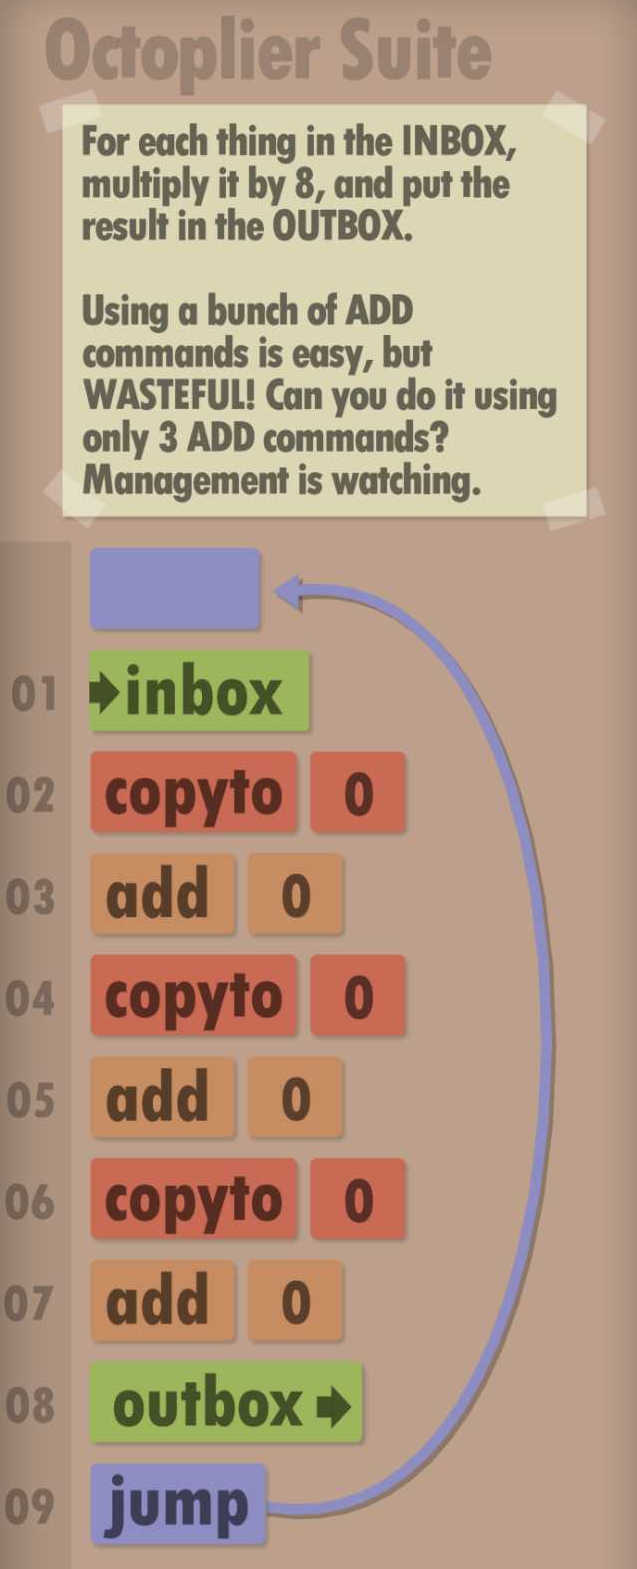 Octoplier Suite
For each thing in the INBOX,
multiply it by 8, and put the
result in the OUTBOX.
Using a bunch of ADD
commands is easy, but
WASTEFUL! Can you do it using
only 3 ADD commands?
Management is watching.
01 inbox
02 copyto 0
03 add 0
04 copyto 0
05 add 0
06 copyto 0
07 add 0
08 outbox
09 jump